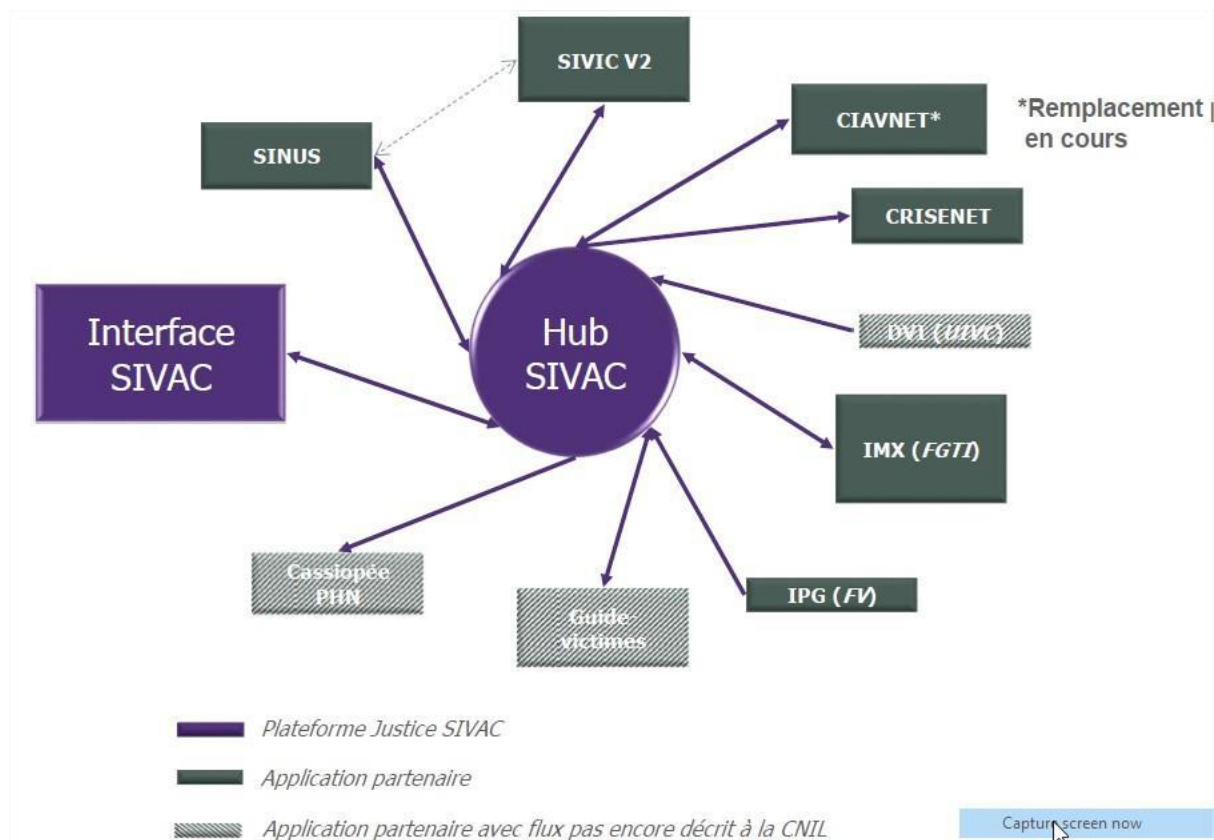 SIVIC V2
CIAVNET*
*Remplacement
en cours
SINUS
CRISENET
Interface
SIVAC
Hub
SIVAC
DVI (UIVC)
IMX (FGTI)
Cassiopée
PHN
Guide-
victimes
IPG (FV)
Plateforme Justice SIVAC
Application partenaire
Application partenaire avec flux pas encore décrit à la CNIL
Capture screen now